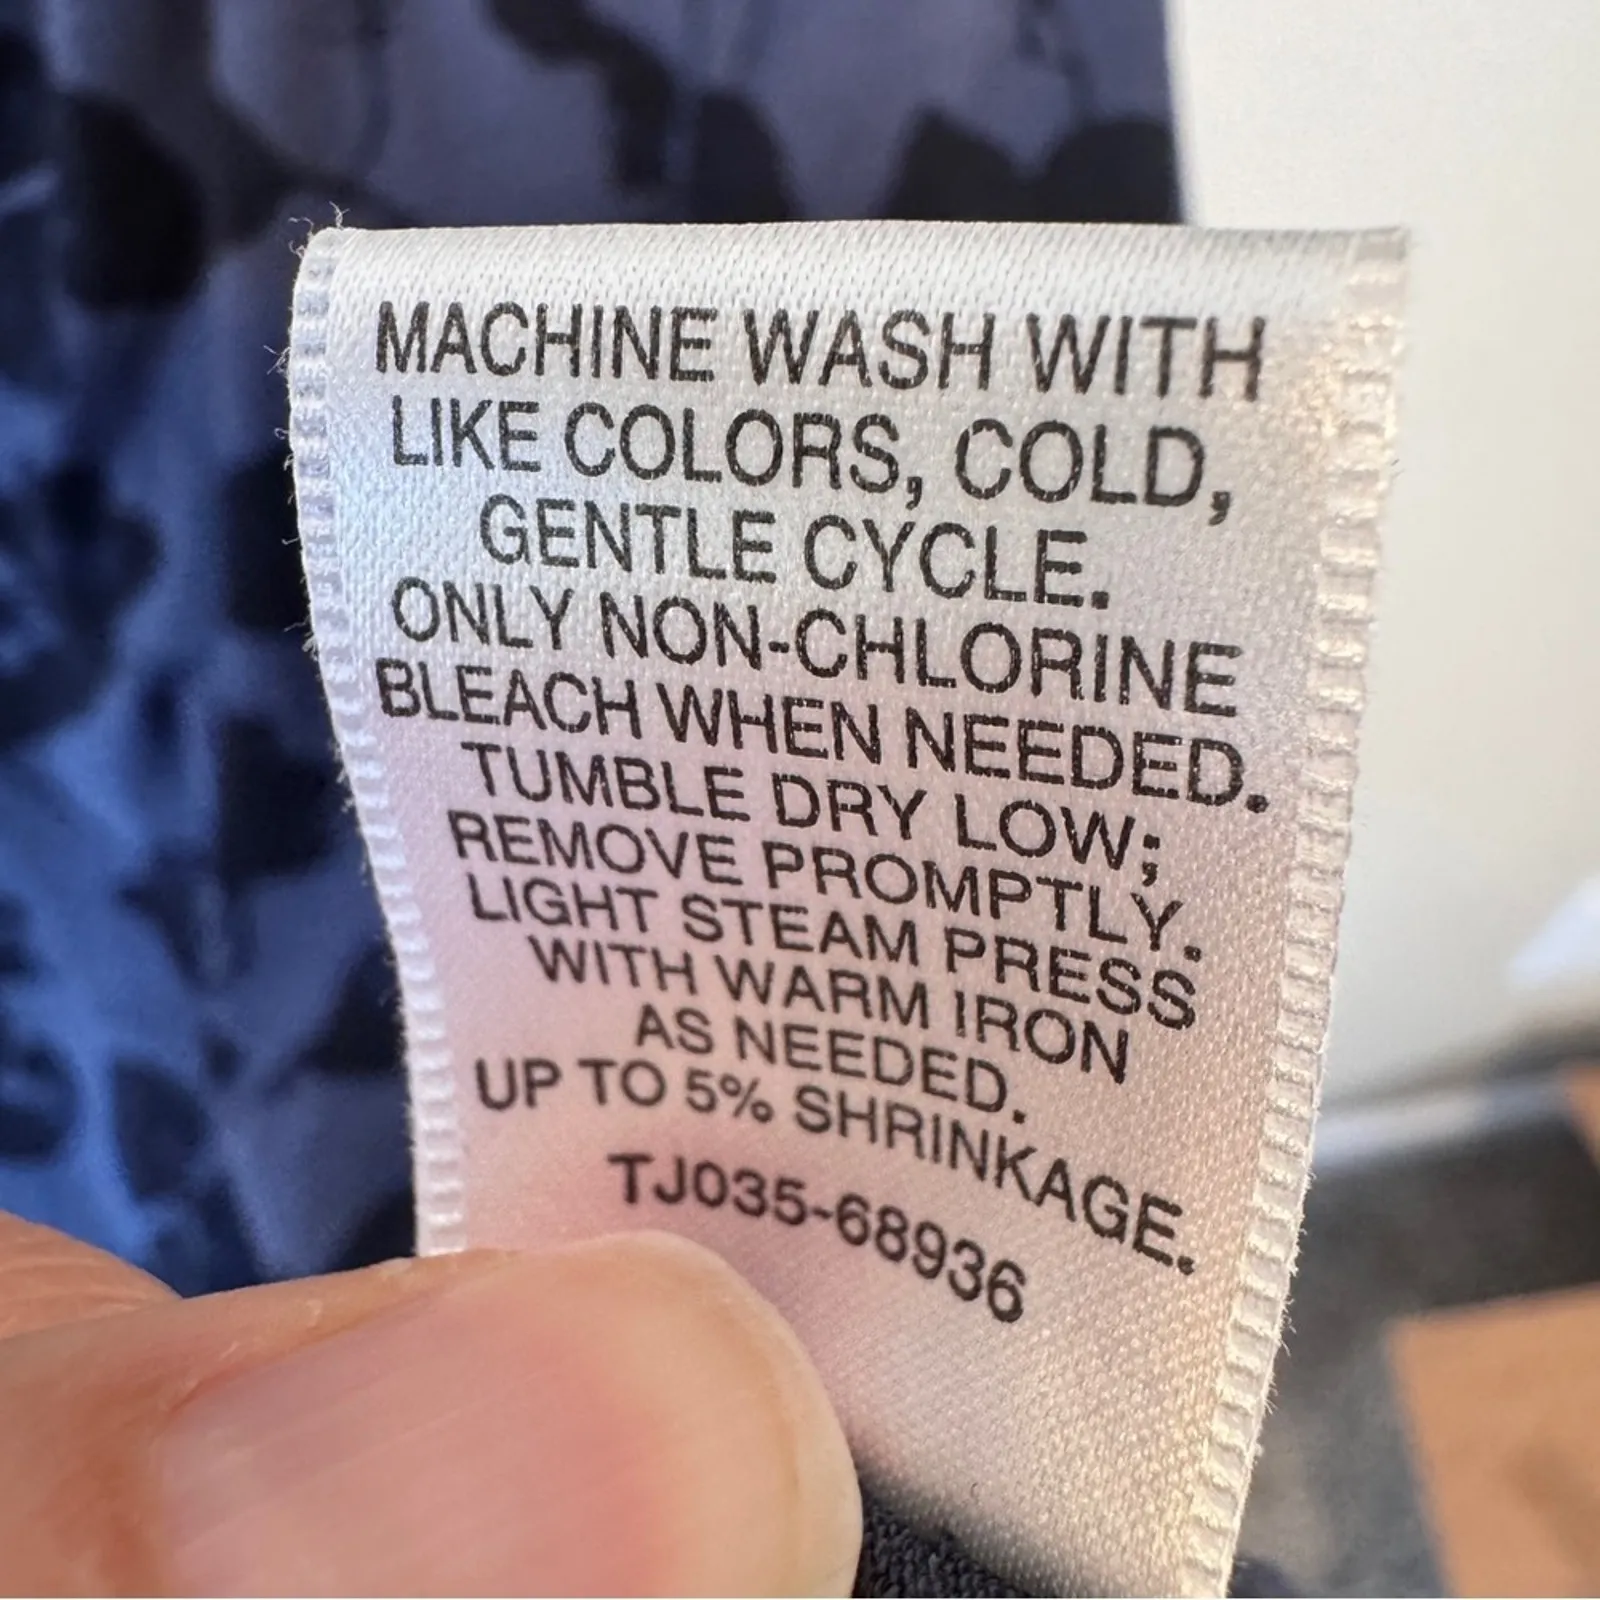 MACHINE WASH WITH
LIKE COLORS, COLD,
GENTLE CYCLE.
ONLY NON-CHLORINE
BLEACH WHEN NEEDED.
TUMBLE DRY LOW;
REMOVE PROMPTLY.
LIGHT STEAM PRESS
WITH WARM IRON
AS NEEDED.
UP TO 5% SHRINKAGE.
TJ035-68936